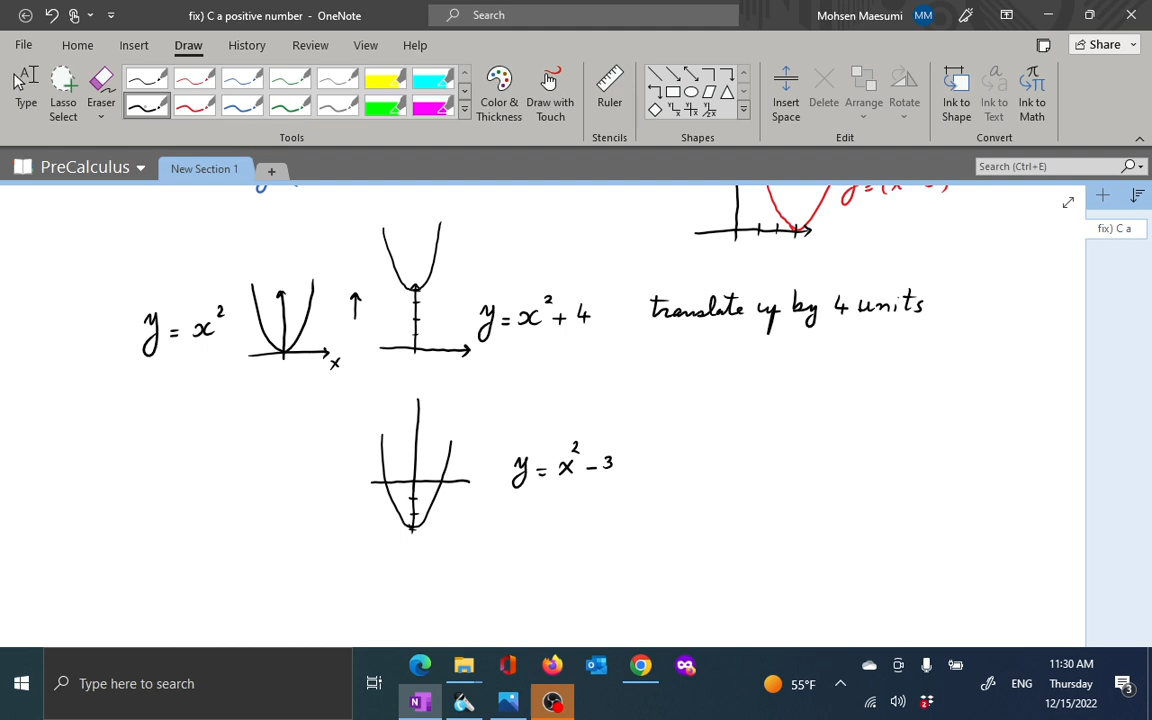 fix) C a positive number - OneNote
Search
Mohsen Maesumi MM
File Home Insert Draw History Review View Help
Share
Type Lasso Select Eraser
Color & Thickness
Draw with Touch
Ruler
Insert Space Delete Arrange Rotate
Ink to Shape Ink to Text Ink to Math
Tools Stencils Shapes Edit Convert
PreCalculus New Section 1 +
Search (Ctrl+E)
fix) C a
y = x² y = x² + 4 translate up by 4 units
x
y = x² - 3
Type here to search
55°F
ENG
11:30 AM
Thursday
12/15/2022
3